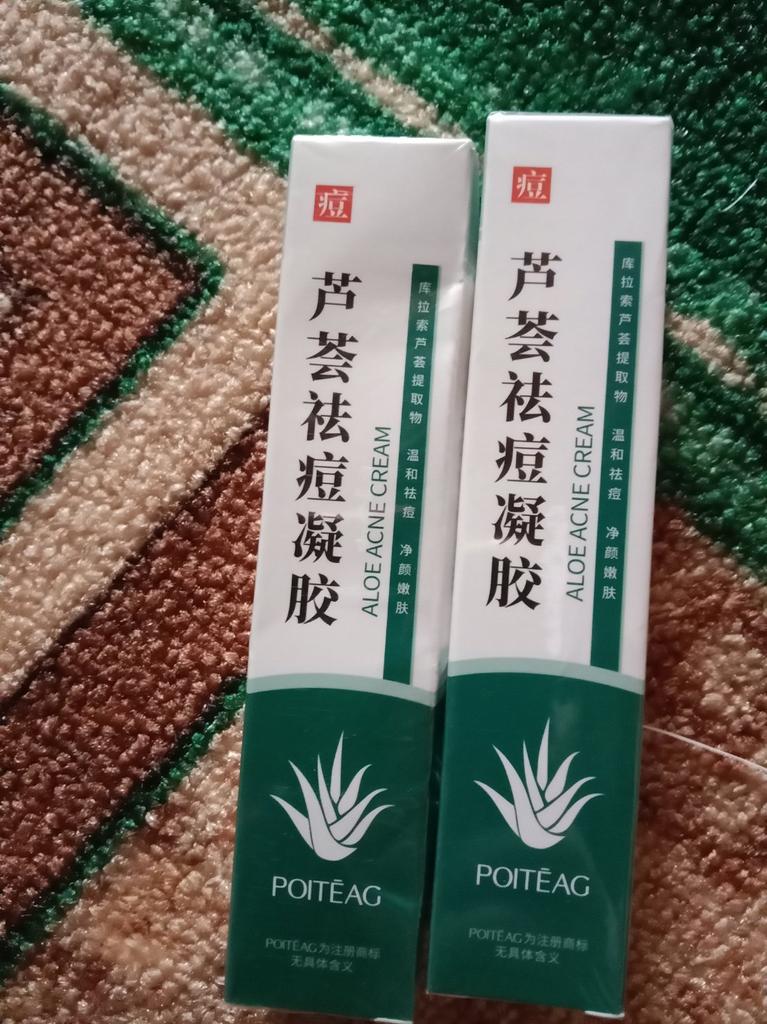 痘
芦荟祛痘凝胶
ALOE ACNE CREAM
库拉索芦荟提取物 温和祛痘 净颜嫩肤
POITĒAG
POITĒAG为注册商标
无具体含义
痘
芦荟祛痘凝胶
ALOE ACNE CREAM
库拉索芦荟提取物 温和祛痘 净颜嫩肤
POITĒAG
POITĒAG为注册商标
无具体含义